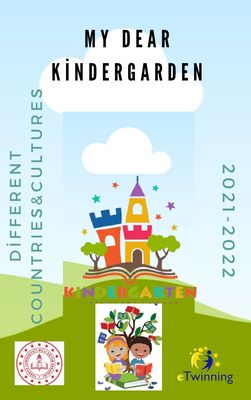 MY DEAR
KİNDERGARDEN
DİFFERENT
COUNTRIES&CULTURES
2021-2022
KINDERGARTEN
eTwinning